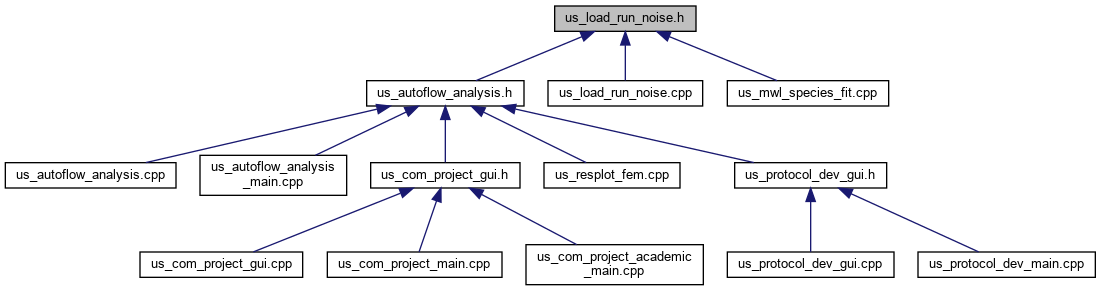 us_load_run_noise.h
us_autoflow_analysis.h
us_load_run_noise.cpp
us_mwl_species_fit.cpp
us_autoflow_analysis.cpp
us_autoflow_analysis
_main.cpp
us_com_project_gui.h
us_resplot_fem.cpp
us_protocol_dev_gui.h
us_com_project_gui.cpp
us_com_project_main.cpp
us_com_project_academic
_main.cpp
us_protocol_dev_gui.cpp
us_protocol_dev_main.cpp